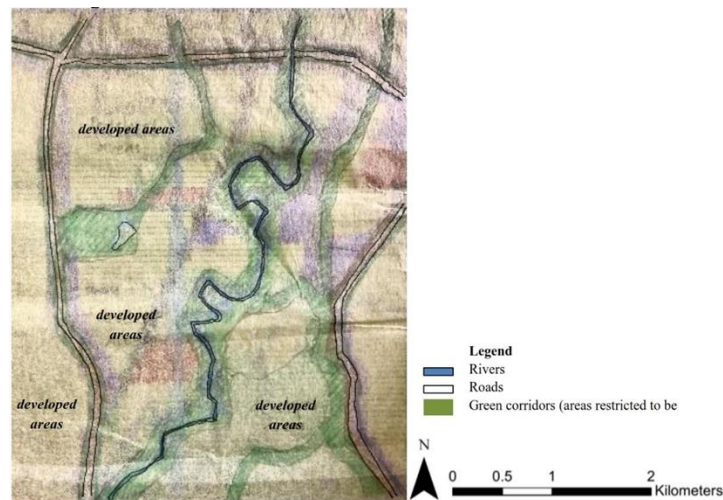 developed areas
developed
areas
developed
areas
developed
areas
Legend
Rivers
Roads
Green corridors (areas restricted to be
N
0 0.5 1 2
Kilometers